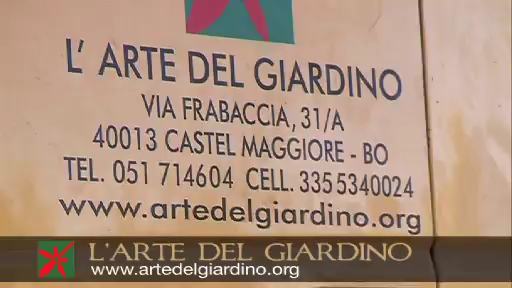 L' ARTE DEL GIARDINO
VIA FRABACCIA, 31/A
40013 CASTEL MAGGIORE - BO
TEL. 051 714604 CELL. 335 5340024
www.artedelgiardino.org
L'ARTE DEL GIARDINO
www.artedelgiardino.org